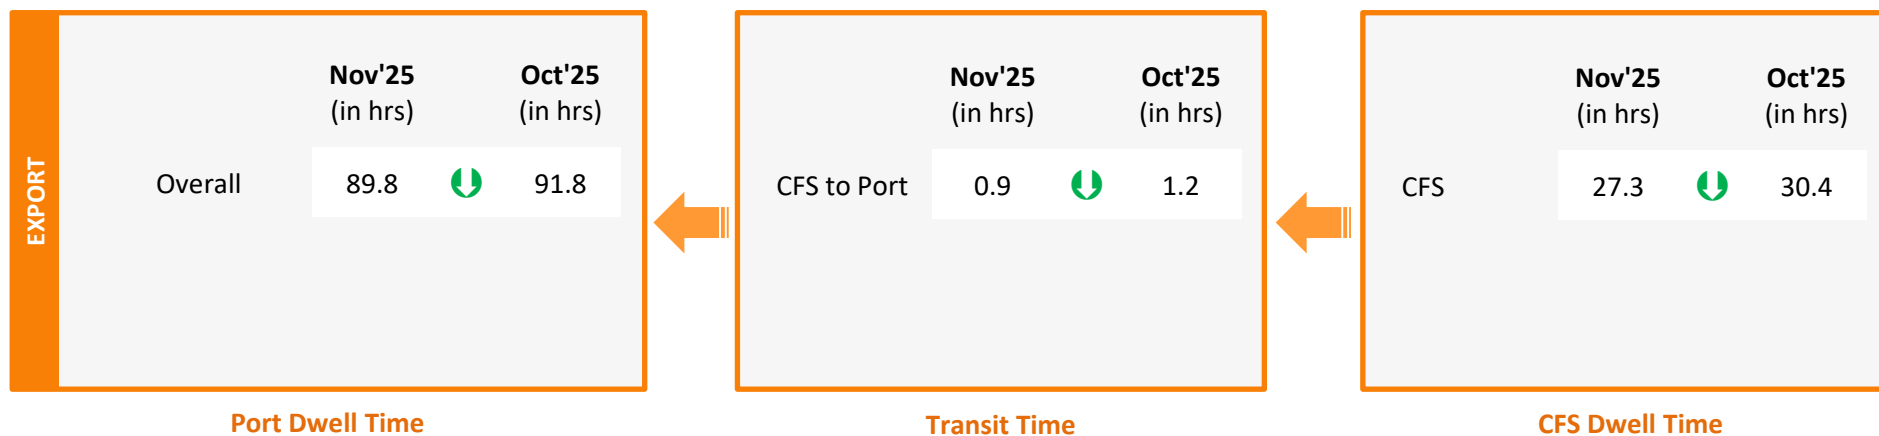 EXPORT
Nov'25 Oct'25
(in hrs) (in hrs)
Overall 89.8 91.8
Port Dwell Time
Nov'25 Oct'25
(in hrs) (in hrs)
CFS to Port 0.9 1.2
Transit Time
Nov'25 Oct'25
(in hrs) (in hrs)
CFS 27.3 30.4
CFS Dwell Time